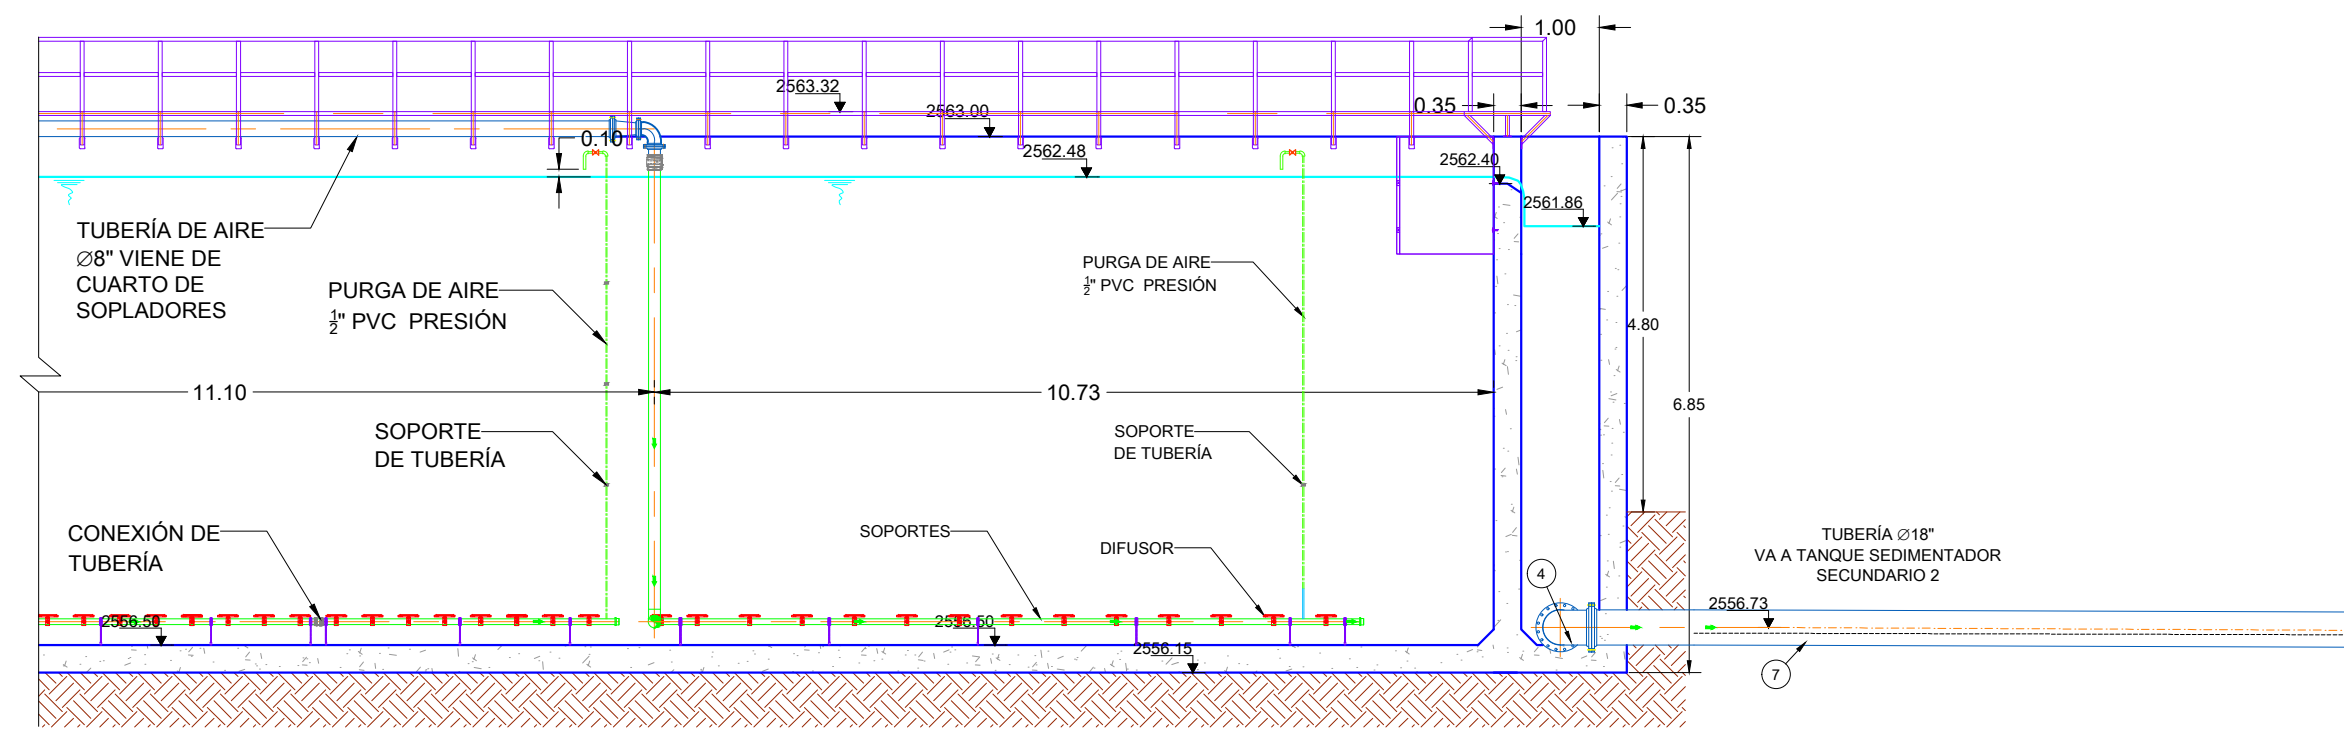 1.00
2563.32
2563.00
0.35
0.35
0.10
2562.48
2562.40
2561.86
TUBERÍA DE AIRE
Ø8" VIENE DE
CUARTO DE
SOPLADORES
PURGA DE AIRE
1/2" PVC PRESIÓN
PURGA DE AIRE
1/2" PVC PRESIÓN
4.80
11.10
10.73
6.85
SOPORTE
DE TUBERÍA
SOPORTE
DE TUBERÍA
CONEXIÓN DE
TUBERÍA
SOPORTES
DIFUSOR
TUBERÍA Ø18"
VA A TANQUE SEDIMENTADOR
SECUNDARIO 2
4
2556.73
2556.50
2556.50
2556.15
7